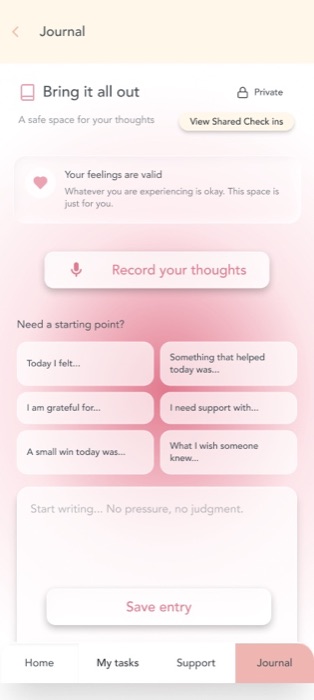 Journal
Bring it all out
Private
A safe space for your thoughts
View Shared Check ins
Your feelings are valid
Whatever you are experiencing is okay. This space is
just for you.
Record your thoughts
Need a starting point?
Today I felt...
Something that helped
today was...
I am grateful for...
I need support with...
A small win today was...
What I wish someone
knew...
Start writing... No pressure, no judgment.
Save entry
Home
My tasks
Support
Journal